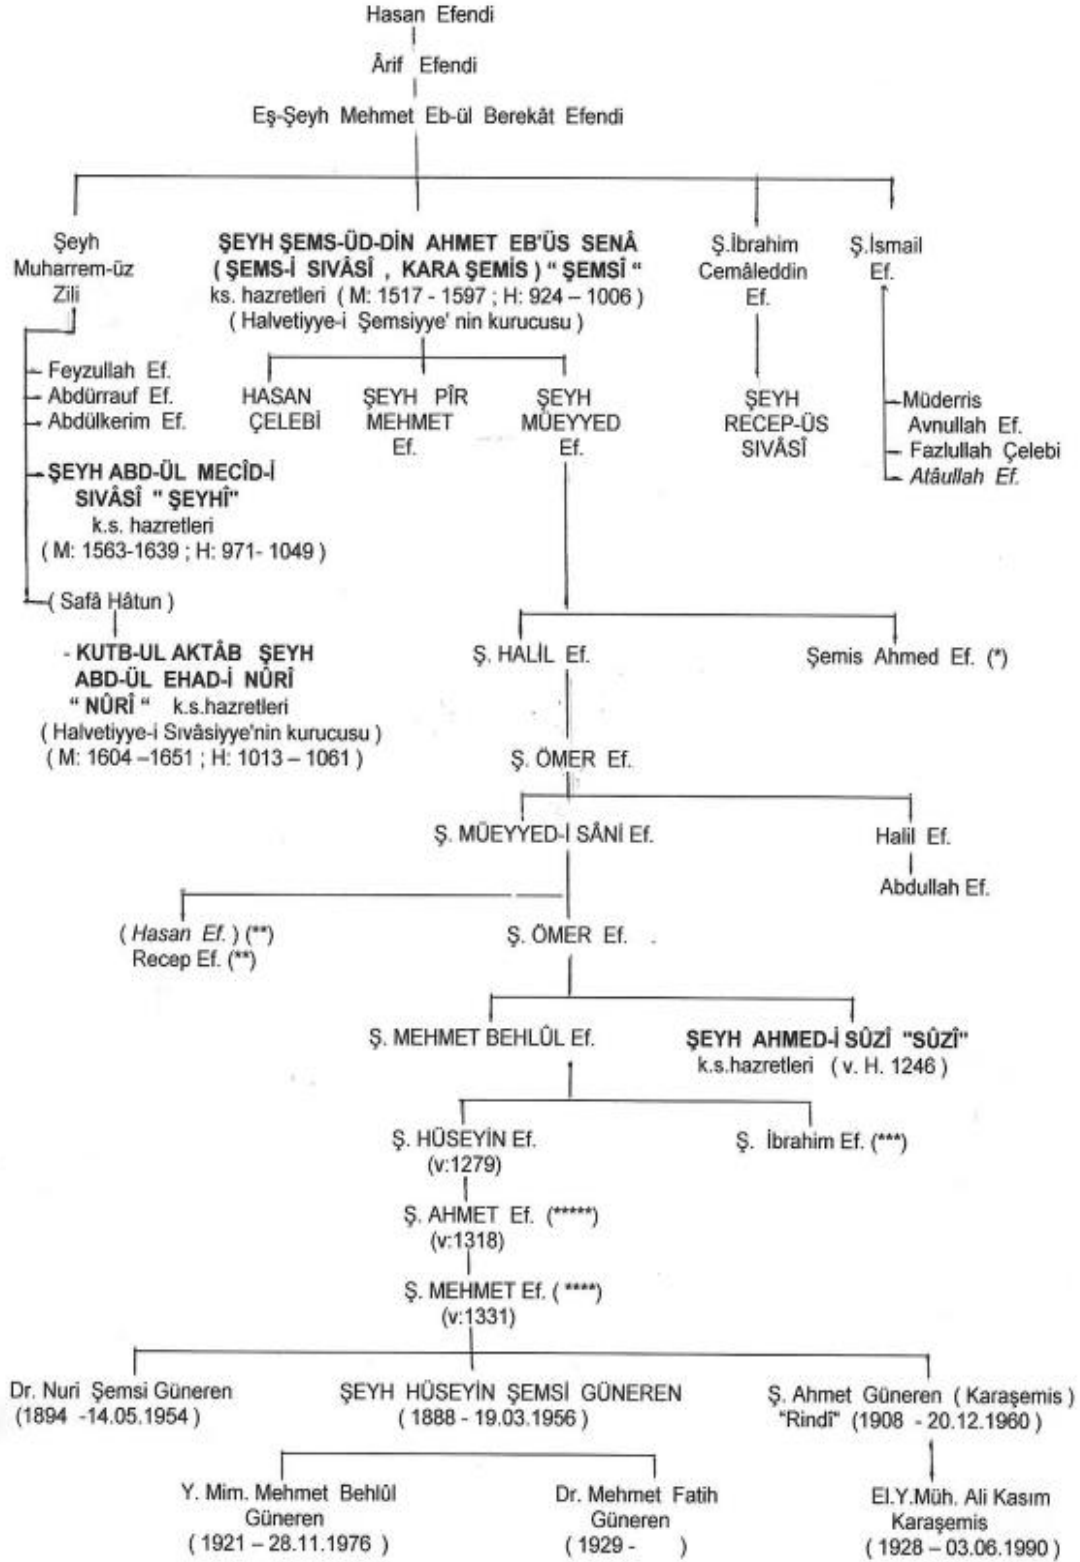 Hasan Efendi
Ârif Efendi
Eş-Şeyh Mehmet Eb-ül Berekât Efendi
Şeyh
Muharrem-üz
Zili
ŞEYH ŞEMS-ÜD-DİN AHMET EB'ÜS SENÂ
( ŞEMS-İ SIVÂSÎ , KARA ŞEMİS ) “ ŞEMSÎ “
ks. hazretleri ( M: 1517 - 1597 ; H: 924 – 1006 )
( Halvetiyye-i Şemsiyye' nin kurucusu )
Ş.İbrahim
Cemâleddin
Ef.
Ş.İsmail
Ef.
Feyzullah Ef.
Abdürrauf Ef.
Abdülkerim Ef.
ŞEYH ABD-ÜL MECÎD-İ
SIVÂSÎ " ŞEYHÎ"
k.s. hazretleri
( M: 1563-1639 ; H: 971- 1049 )
( Safâ Hâtun )
- KUTB-UL AKTÂB ŞEYH
ABD-ÜL EHAD-İ NÛRÎ
“ NÛRÎ “ k.s.hazretleri
( Halvetiyye-i Sıvâsiyye'nin kurucusu )
( M: 1604 –1651 ; H: 1013 – 1061 )
HASAN
ÇELEBİ
ŞEYH PÎR
MEHMET
Ef.
ŞEYH
MÜEYYED
Ef.
ŞEYH
RECEP-ÜS
SIVÂSÎ
Müderris
Avnullah Ef.
Fazlullah Çelebi
Atâullah Ef.
Ş. HALİL Ef.
Şemis Ahmed Ef. (*)
Ş. ÖMER Ef.
Ş. MÜEYYED-İ SÂNİ Ef.
Halil Ef.
Abdullah Ef.
( Hasan Ef. ) (**)
Recep Ef. (**)
Ş. ÖMER Ef.
Ş. MEHMET BEHLÛL Ef.
ŞEYH AHMED-İ SÛZİ "SÛZÎ"
k.s.hazretleri ( v. H. 1246 )
Ş. HÜSEYİN Ef.
(v:1279)
Ş. İbrahim Ef. (***)
Ş. AHMET Ef. (*****)
(v:1318)
Ş. MEHMET Ef. ( ****)
(v:1331)
Dr. Nuri Şemsi Güneren
(1894 -14.05.1954 )
ŞEYH HÜSEYİN ŞEMSİ GÜNEREN
( 1888 - 19.03.1956 )
Ş. Ahmet Güneren ( Karaşemis )
"Rindî" (1908 - 20.12.1960 )
Y. Mim. Mehmet Behlûl
Güneren
( 1921 – 28.11.1976 )
Dr. Mehmet Fatih
Güneren
( 1929 - )
El.Y.Müh. Ali Kasım
Karaşemis
( 1928 – 03.06.1990 )